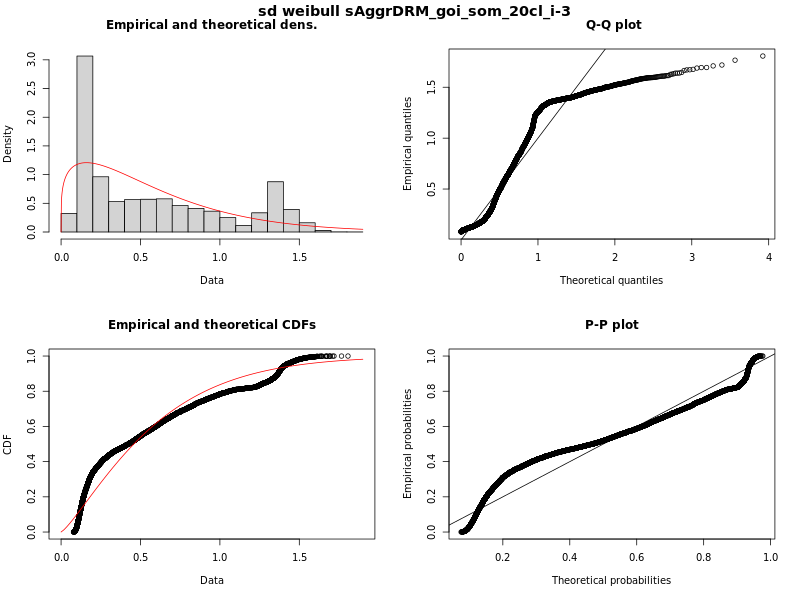 sd weibull sAggrDRM_goi_som_20cl_i-3
Empirical and theoretical dens.
Density
0.0 0.5 1.0 1.5 2.0 2.5 3.0
0.0 0.5 1.0 1.5
Data
Q-Q plot
Empirical quantiles
0.5 1.0 1.5
0 1 2 3 4
Theoretical quantiles
Empirical and theoretical CDFs
CDF
0.0 0.2 0.4 0.6 0.8 1.0
0.0 0.5 1.0 1.5
Data
P-P plot
Empirical probabilities
0.0 0.2 0.4 0.6 0.8 1.0
0.2 0.4 0.6 0.8 1.0
Theoretical probabilities